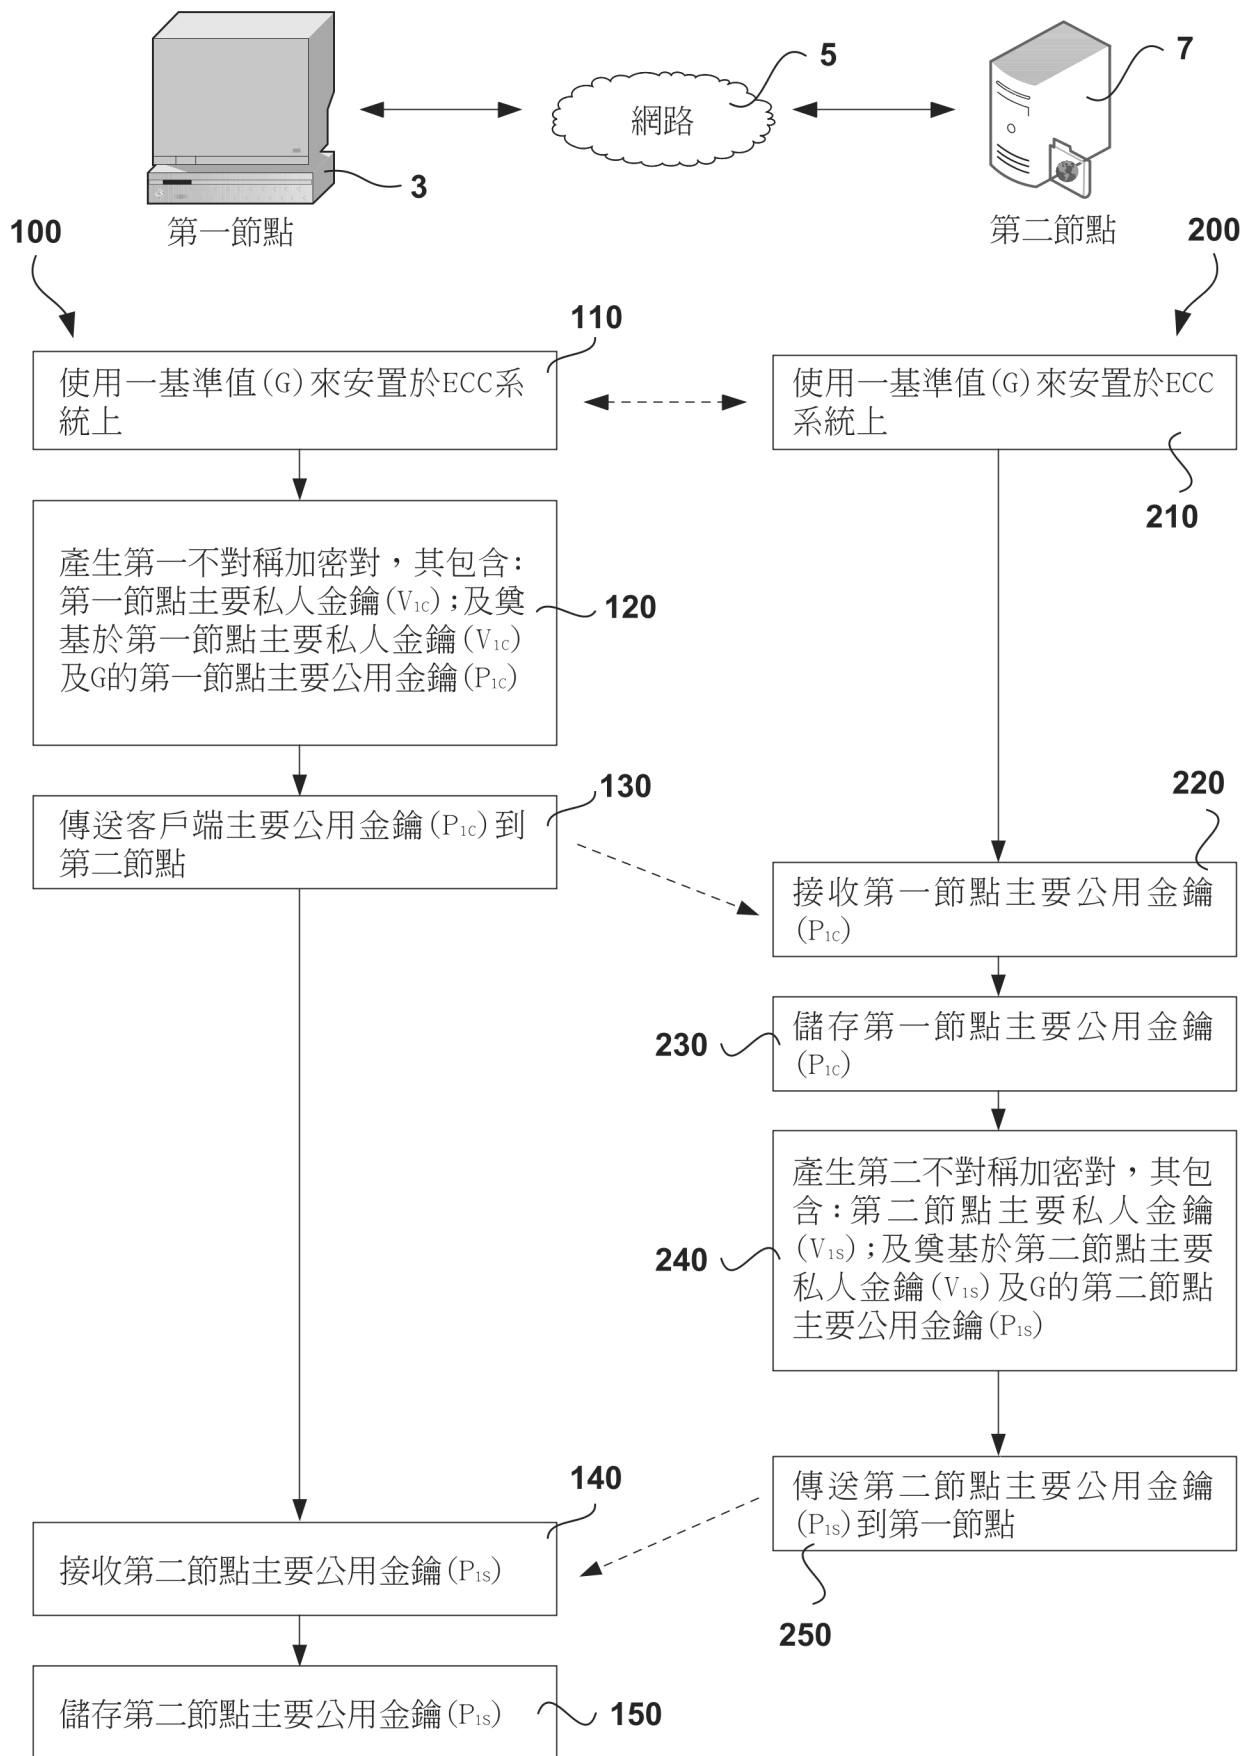 5
7
網路
3
第一節點
第二節點
100
200
110
使用一基準值(G)來安置於ECC系
統上
使用一基準值(G)來安置於ECC
系統上
210
產生第一不對稱加密對，其包含:
第一節點主要私人金鑰(V1C);及奠
基於第一節點主要私人金鑰(V1C)
及G的第一節點主要公用金鑰(P1C)
120
130
傳送客戶端主要公用金鑰(P1C)到
第二節點
220
接收第一節點主要公用金鑰
(P1C)
230
儲存第一節點主要公用金鑰
(P1C)
240
產生第二不對稱加密對，其包
含:第二節點主要私人金鑰
(V1S);及奠基於第二節點主要
私人金鑰(V1S)及G的第二節點
主要公用金鑰(P1S)
傳送第二節點主要公用金鑰
(P1S)到第一節點
250
140
接收第二節點主要公用金鑰(P1S)
儲存第二節點主要公用金鑰(P1S)
150